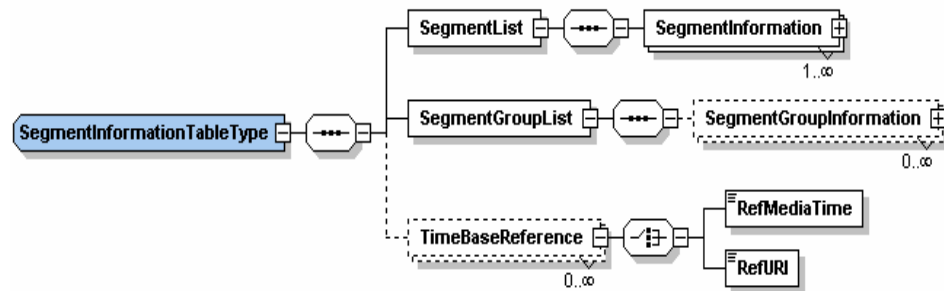 SegmentList
SegmentInformation
1..∞
SegmentInformationTableType
SegmentGroupList
SegmentGroupInformation
0..∞
TimeBaseReference
0..∞
RefMediaTime
RefURI